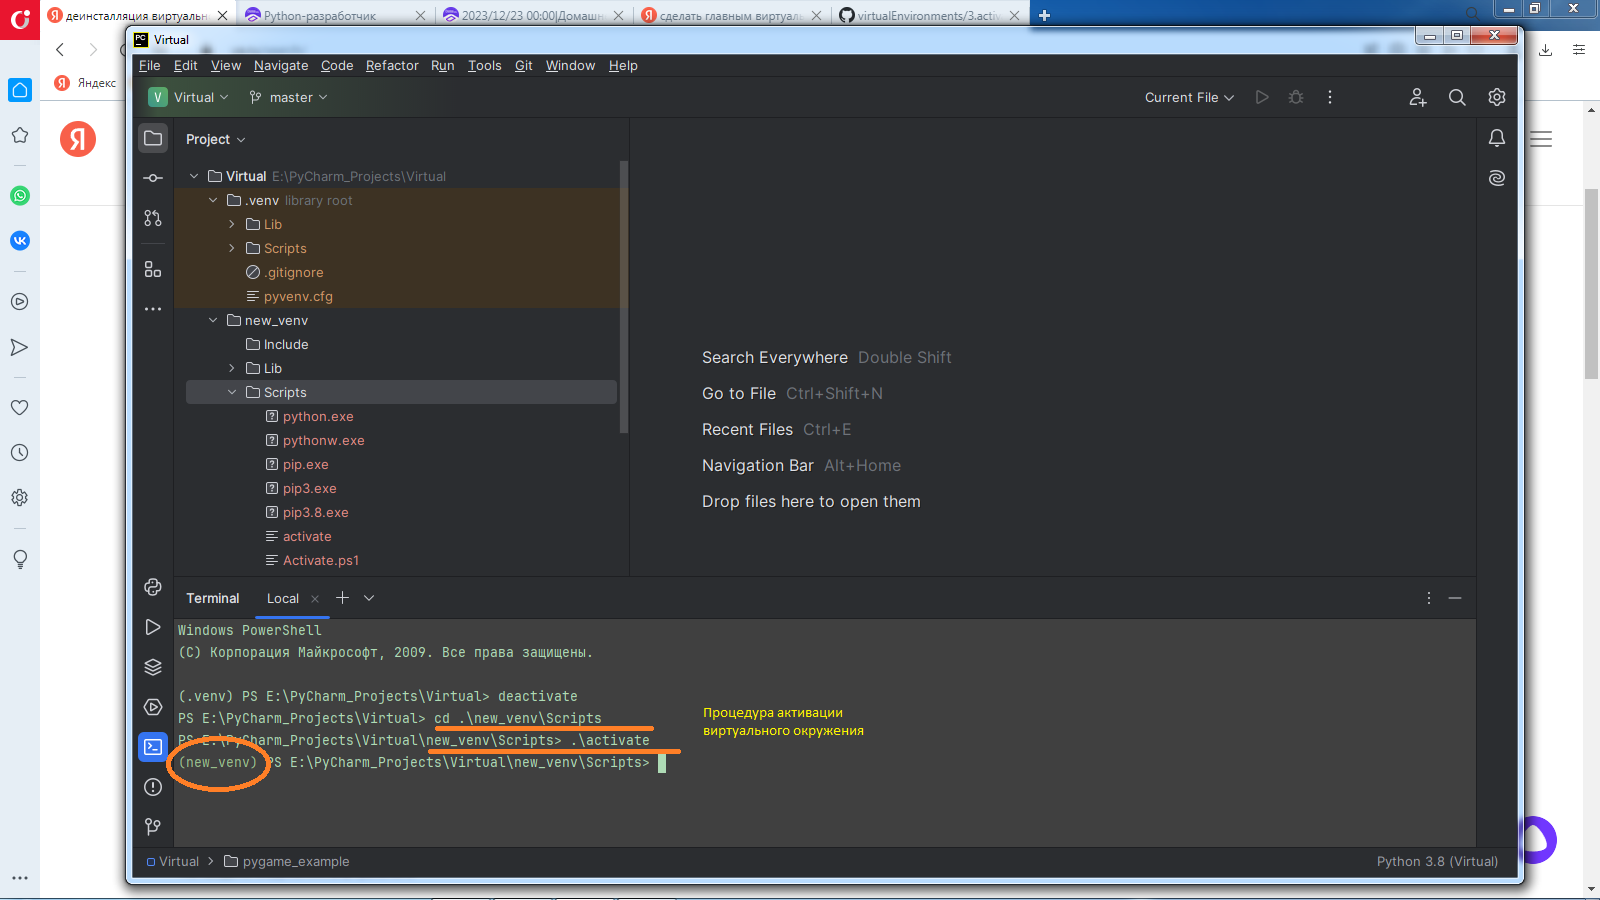 деинсталляция виртуальн
Python-разработчик
2023/12/23 00:00|Домашн
сделать главным виртуаль
virtualEnvironments/3.activ
Яндекс
Я
PC
Virtual
File Edit View Navigate Code Refactor Run Tools Git Window Help
V Virtual master Current File
Project
Virtual E:\PyCharm_Projects\Virtual
.venv library root
Lib
Scripts
.gitignore
pyvenv.cfg
new_venv
Include
Lib
Scripts
python.exe
pythonw.exe
pip.exe
pip3.exe
pip3.8.exe
activate
Activate.ps1
Search Everywhere Double Shift
Go to File Ctrl+Shift+N
Recent Files Ctrl+E
Navigation Bar Alt+Home
Drop files here to open them
Terminal Local
Windows PowerShell
(C) Корпорация Майкрософт, 2009. Все права защищены.
(.venv) PS E:\PyCharm_Projects\Virtual> deactivate
PS E:\PyCharm_Projects\Virtual> cd .\new_venv\Scripts
PS E:\PyCharm_Projects\Virtual\new_venv\Scripts> .\activate
(new_venv) PS E:\PyCharm_Projects\Virtual\new_venv\Scripts>
Процедура активации
виртуального окружения
Virtual > pygame_example
Python 3.8 (Virtual)